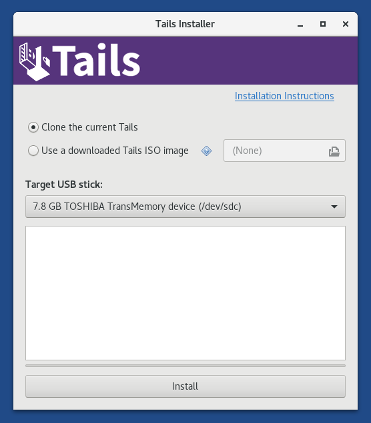 Tails Installer
Tails
Installation Instructions
Clone the current Tails
Use a downloaded Tails ISO image
(None)
Target USB stick:
7.8 GB TOSHIBA TransMemory device (/dev/sdc)
Install